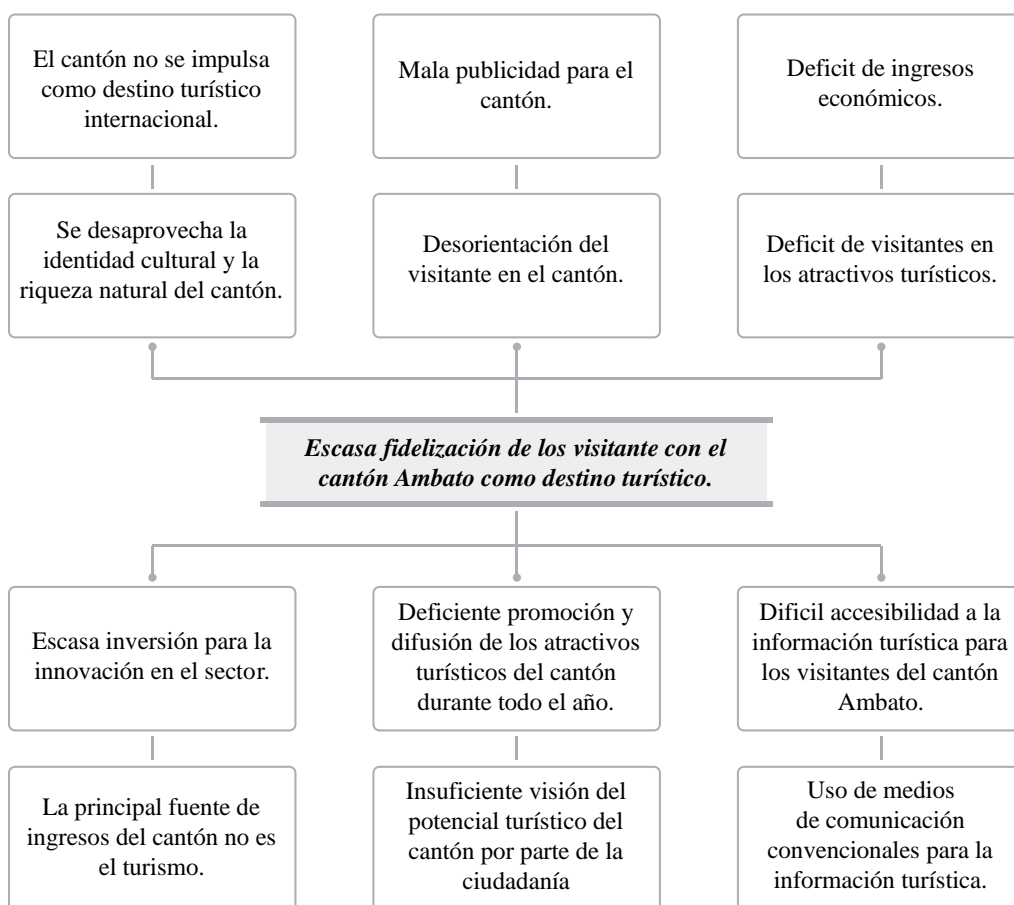 El cantón no se impulsa
como destino turístico
internacional.
Mala publicidad para el
cantón.
Deficit de ingresos
económicos.
Se desaprovecha la
identidad cultural y la
riqueza natural del cantón.
Desorientación del
visitante en el cantón.
Deficit de visitantes en
los atractivos turísticos.
Escasa fidelización de los visitante con el
cantón Ambato como destino turístico.
Escasa inversión para la
innovación en el sector.
Deficiente promoción y
difusión de los atractivos
turísticos del cantón
durante todo el año.
Dificil accesibilidad a la
información turística para
los visitantes del cantón
Ambato.
La principal fuente de
ingresos del cantón no es
el turismo.
Insuficiente visión del
potencial turístico del
cantón por parte de la
ciudadanía
Uso de medios
de comunicación
convencionales para la
información turística.